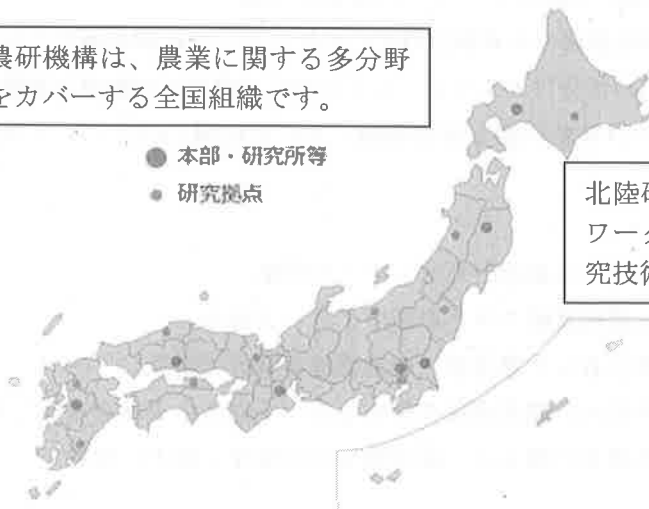 農研機構は、農業に関する多分野
をカバーする全国組織です。
本部・研究所等
研究拠点
北陸研
ワーク
究技術